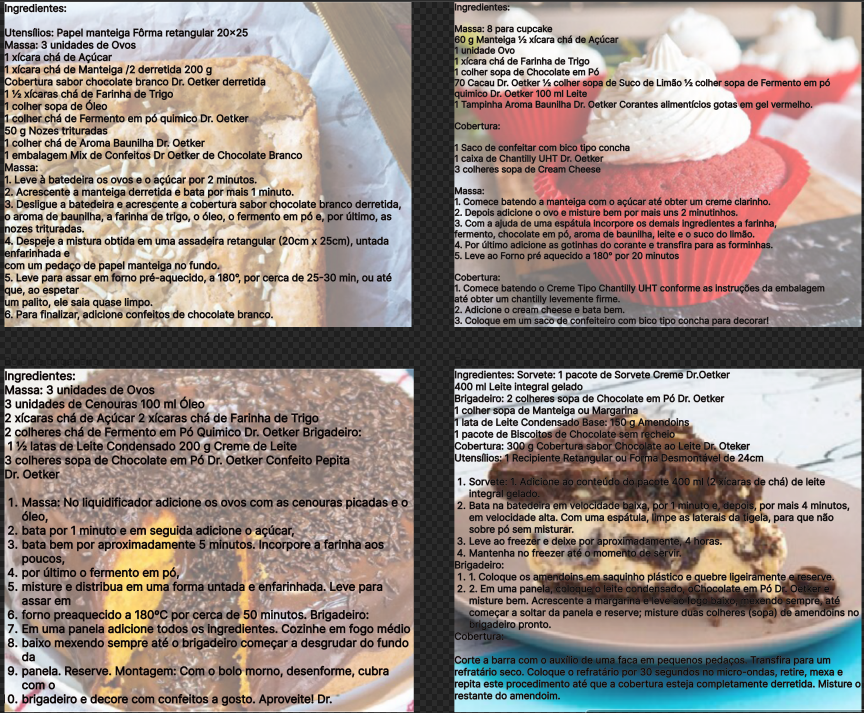 Ingredientes:
Utensílios: Papel manteiga Fôrma retangular 20×25
Massa: 3 unidades de Ovos
1 xícara chá de Açúcar
1 xícara chá de Manteiga /2 derretida 200 g
Cobertura sabor chocolate branco Dr. Oetker derretida
1 ½ xícaras chá de Farinha de Trigo
1 colher sopa de Óleo
1 colher chá de Fermento em pó quimico Dr. Oetker
50 g Nozes trituradas
1 colher chá de Aroma Baunilha Dr. Oetker
1 embalagem Mix de Confeitos Dr Oetker de Chocolate Branco
Massa:
1. Leve à batedeira os ovos e o açúcar por 2 minutos.
2. Acrescente a manteiga derretida e bata por mais 1 minuto.
3. Desligue a batedeira e acrescente a cobertura sabor chocolate branco derretida,
o aroma de baunilha, a farinha de trigo, o óleo, o fermento em pó e, por último, as
nozes trituradas.
4. Despeje a mistura obtida em uma assadeira retangular (20cm x 25cm), untada
enfarinhada e
com um pedaço de papel manteiga no fundo.
5. Leve para assar em forno pré-aquecido, a 180°, por cerca de 25-30 min, ou até
que, ao espetar
um palito, ele saia quase limpo.
6. Para finalizar, adicione confeitos de chocolate branco.
Ingredientes:
Massa: 8 para cupcake
60 g Manteiga ½ xícara chá de Açúcar
1 unidade Ovo
1 xícara chá de Farinha de Trigo
1 colher sopa de Chocolate em Pó
70 Cacau Dr. Oetker ½ colher sopa de Suco de Limão ½ colher sopa de Fermento em pó
quimico Dr. Oetker 100 ml Leite
1 Tampinha Aroma Baunilha Dr. Oetker Corantes alimentícios gotas em gel vermelho.
Cobertura:
1 Saco de confeitar com bico tipo concha
1 caixa de Chantilly UHT Dr. Oetker
3 colheres sopa de Cream Cheese
Massa:
1. Comece batendo a manteiga com o açúcar até obter um creme clarinho.
2. Depois adicione o ovo e misture bem por mais uns 2 minutinhos.
3. Com a ajuda de uma espátula incorpore os demais ingredientes a farinha,
fermento, chocolate em pó, aroma de baunilha, leite e o suco do limão.
4. Por último adicione as gotinhas do corante e transfira para as forminhas.
5. Leve ao Forno pré aquecido a 180° por 20 minutos
Cobertura:
1. Comece batendo o Creme Tipo Chantilly UHT conforme as instruções da embalagem
até obter um chantilly levemente firme.
2. Adicione o cream cheese e bata bem.
3. Coloque em um saco de confeiteiro com bico tipo concha para decorar!
Ingredientes:
Massa: 3 unidades de Ovos
3 unidades de Cenouras 100 ml Óleo
2 xícaras chá de Açúcar 2 xícaras chá de Farinha de Trigo
2 colheres chá de Fermento em Pó Quimico Dr. Oetker Brigadeiro:
1 ½ latas de Leite Condensado 200 g Creme de Leite
3 colheres sopa de Chocolate em Pó Dr. Oetker Confeito Pepita
Dr. Oetker
1. Massa: No liquidificador adicione os ovos com as cenouras picadas e o
óleo,
2. bata por 1 minuto e em seguida adicione o açúcar,
3. bata bem por aproximadamente 5 minutos. Incorpore a farinha aos
poucos,
4. por último o fermento em pó,
5. misture e distribua em uma forma untada e enfarinhada. Leve para
assar em
6. forno preaquecido a 180ºC por cerca de 50 minutos. Brigadeiro:
7. Em uma panela adicione todos os ingredientes. Cozinhe em fogo médio
8. baixo mexendo sempre até o brigadeiro começar a desgrudar do fundo
da
9. panela. Reserve. Montagem: Com o bolo morno, desenforme, cubra
com o
0. brigadeiro e decore com confeitos a gosto. Aproveite! Dr.
Ingredientes: Sorvete: 1 pacote de Sorvete Creme Dr.Oetker
400 ml Leite integral gelado
Brigadeiro: 2 colheres sopa de Chocolate em Pó Dr. Oetker
1 colher sopa de Manteiga ou Margarina
1 lata de Leite Condensado Base: 150 g Amendoins
1 pacote de Biscoitos de Chocolate sem recheio
Cobertura: 300 g Cobertura sabor Chocolate ao Leite Dr. Oteker
Utensílios: 1 Recipiente Retangular ou Forma Desmontável de 24cm
1. Sorvete: 1. Adicione ao conteúdo do pacote 400 ml (2 xícaras de chá) de leite
integral gelado.
2. Bata na batedeira em velocidade baixa, por 1 minuto e, depois, por mais 4 minutos,
em velocidade alta. Com uma espátula, limpe as laterais da tigela, para que não
sobre pó sem misturar.
3. Leve ao freezer e deixe por aproximadamente, 4 horas.
4. Mantenha no freezer até o momento de servir.
Brigadeiro:
1. 1. Coloque os amendoins em saquinho plástico e quebre ligeiramente e reserve.
2. 2. Em uma panela, coloque o leite condensado, oChocolate em Pó Dr. Oetker e
misture bem. Acrescente a margarina e leve ao fogo baixo, mexendo sempre, até
começar a soltar da panela e reserve; misture duas colheres (sopa) de amendoins no
brigadeiro pronto.
Cobertura:
Corte a barra com o auxílio de uma faca em pequenos pedaços. Transfira para um
refratário seco. Coloque o refratário por 30 segundos no micro-ondas, retire, mexa e
repita este procedimento até que a cobertura esteja completamente derretida. Misture o
restante do amendoim.